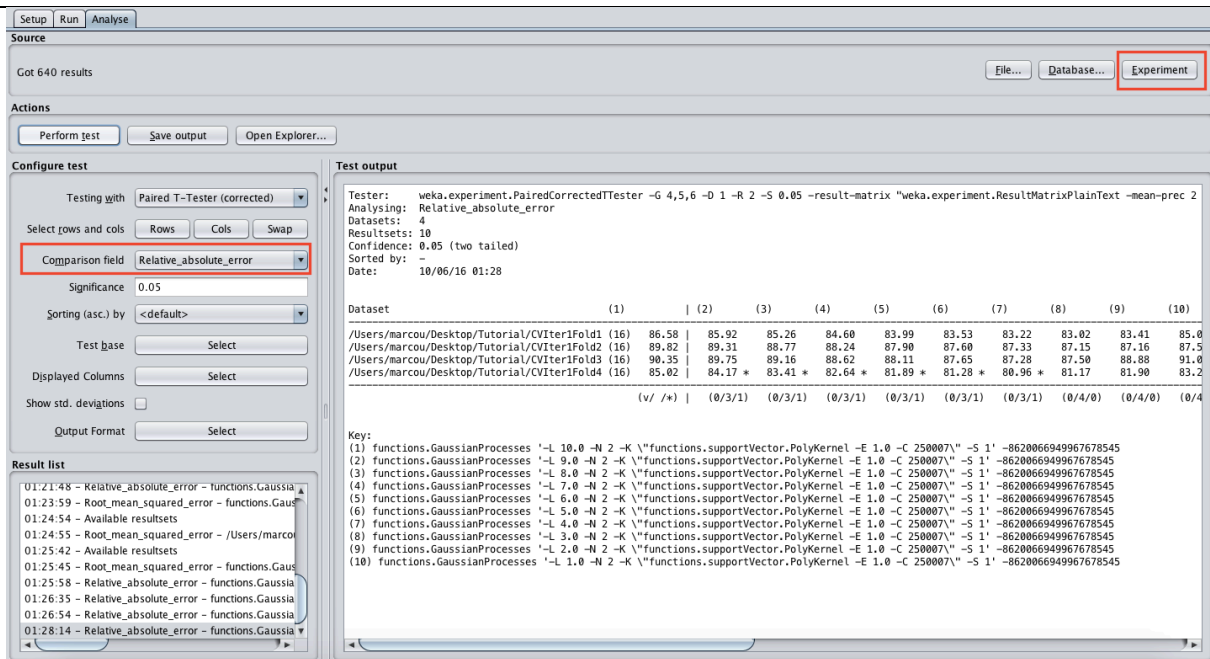 Setup Run Analyse
Source
Got 640 results
File... Database... Experiment
Actions
Perform test Save output Open Explorer...
Configure test
Testing with Paired T-Tester (corrected)
Select rows and cols Rows Cols Swap
Comparison field Relative_absolute_error
Significance 0.05
Sorting (asc.) by <default>
Test base Select
Displayed Columns Select
Show std. deviations
Output Format Select
Result list
01:21:48 - Relative_absolute_error - functions.Gaussia
01:23:59 - Root_mean_squared_error - functions.Gaus
01:24:54 - Available resultsets
01:24:55 - Root_mean_squared_error - /Users/marcou
01:25:42 - Available resultsets
01:25:45 - Root_mean_squared_error - functions.Gaus
01:25:58 - Relative_absolute_error - functions.Gaussia
01:26:35 - Relative_absolute_error - functions.Gaussia
01:26:54 - Relative_absolute_error - functions.Gaussia
01:28:14 - Relative_absolute_error - functions.Gaussia
Test output
Tester: weka.experiment.PairedCorrectedTTester -G 4,5,6 -D 1 -R 2 -S 0.05 -result-matrix "weka.experiment.ResultMatrixPlainText -mean-prec 2
Analysing: Relative_absolute_error
Datasets: 4
Resultsets: 10
Confidence: 0.05 (two tailed)
Sorted by: -
Date: 10/06/16 01:28
Dataset (1) | (2) (3) (4) (5) (6) (7) (8) (9) (10)
/Users/marcou/Desktop/Tutorial/CVIter1Fold1 (16) 86.58 | 85.92 85.26 84.60 83.99 83.53 83.22 83.02 83.41 85.0
/Users/marcou/Desktop/Tutorial/CVIter1Fold2 (16) 89.82 | 89.31 88.77 88.24 87.90 87.60 87.33 87.15 87.16 87.5
/Users/marcou/Desktop/Tutorial/CVIter1Fold3 (16) 90.35 | 89.75 89.16 88.62 88.11 87.65 87.28 87.50 88.88 91.0
/Users/marcou/Desktop/Tutorial/CVIter1Fold4 (16) 85.02 | 84.17 * 83.41 * 82.64 * 81.89 * 81.28 * 80.96 * 81.17 81.90 83.2
(v/ /*) | (0/3/1) (0/3/1) (0/3/1) (0/3/1) (0/3/1) (0/3/1) (0/4/0) (0/4/0) (0/4
Key:
(1) functions.GaussianProcesses '-L 10.0 -N 2 -K \"functions.supportVector.PolyKernel -E 1.0 -C 250007\" -S 1' -8620066949967678545
(2) functions.GaussianProcesses '-L 9.0 -N 2 -K \"functions.supportVector.PolyKernel -E 1.0 -C 250007\" -S 1' -8620066949967678545
(3) functions.GaussianProcesses '-L 8.0 -N 2 -K \"functions.supportVector.PolyKernel -E 1.0 -C 250007\" -S 1' -8620066949967678545
(4) functions.GaussianProcesses '-L 7.0 -N 2 -K \"functions.supportVector.PolyKernel -E 1.0 -C 250007\" -S 1' -8620066949967678545
(5) functions.GaussianProcesses '-L 6.0 -N 2 -K \"functions.supportVector.PolyKernel -E 1.0 -C 250007\" -S 1' -8620066949967678545
(6) functions.GaussianProcesses '-L 5.0 -N 2 -K \"functions.supportVector.PolyKernel -E 1.0 -C 250007\" -S 1' -8620066949967678545
(7) functions.GaussianProcesses '-L 4.0 -N 2 -K \"functions.supportVector.PolyKernel -E 1.0 -C 250007\" -S 1' -8620066949967678545
(8) functions.GaussianProcesses '-L 3.0 -N 2 -K \"functions.supportVector.PolyKernel -E 1.0 -C 250007\" -S 1' -8620066949967678545
(9) functions.GaussianProcesses '-L 2.0 -N 2 -K \"functions.supportVector.PolyKernel -E 1.0 -C 250007\" -S 1' -8620066949967678545
(10) functions.GaussianProcesses '-L 1.0 -N 2 -K \"functions.supportVector.PolyKernel -E 1.0 -C 250007\" -S 1' -8620066949967678545